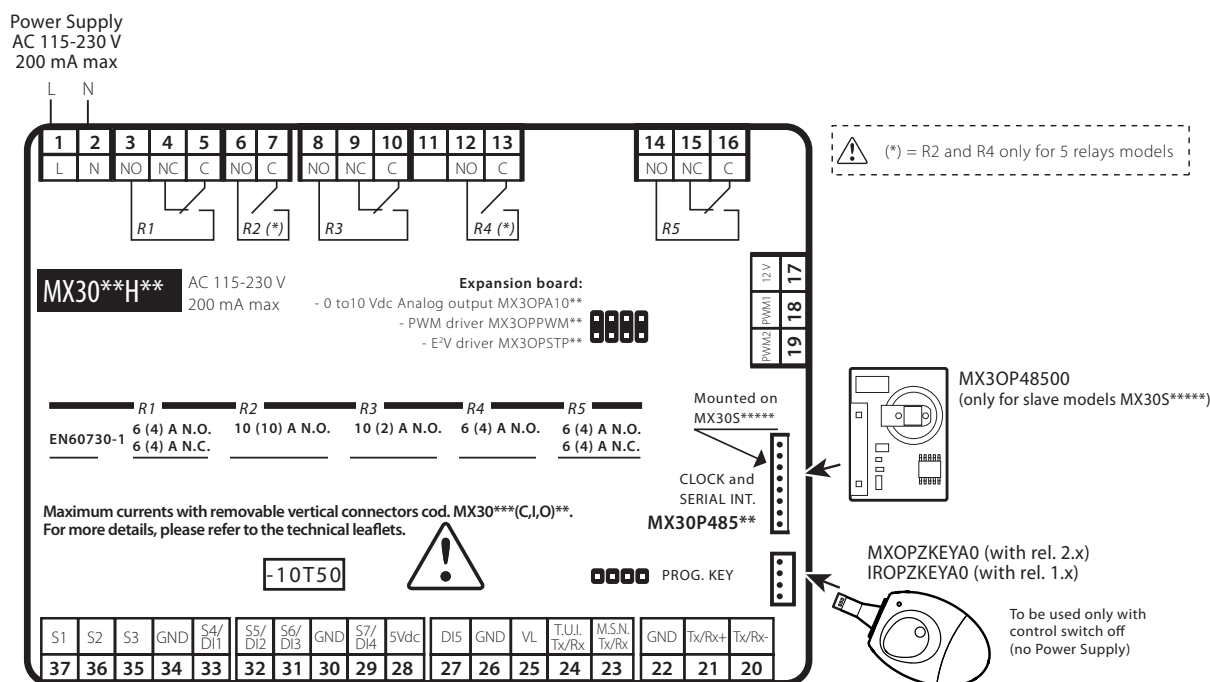 Power Supply
AC 115-230 V
200 mA max
L N
1 2 3 4 5 6 7 8 9 10 11 12 13 14 15 16
L N NO NC C NO C NO NC C NO C NO NC C
R1 R2 (*) R3 R4 (*) R5
(*) = R2 and R4 only for 5 relays models
MX30**H**
AC 115-230 V
200 mA max
Expansion board:
- 0 to10 Vdc Analog output MX3OPA10**
- PWM driver MX3OPPWM**
- E²V driver MX3OPSTP**
12 V 17
PWM1 18
PWM2 19
MX3OP48500
(only for slave models MX30S*****)
Mounted on
MX30S*****
R1 R2 R3 R4 R5
EN60730-1
6 (4) A N.O. 10 (10) A N.O. 10 (2) A N.O. 6 (4) A N.O. 6 (4) A N.O.
6 (4) A N.C. 6 (4) A N.C.
CLOCK and
SERIAL INT.
MX30P485**
Maximum currents with removable vertical connectors cod. MX30***(C,I,O)**.
For more details, please refer to the technical leaflets.
-10T50
PROG. KEY
MXOPZKEYA0 (with rel. 2.x)
IROPZKEYA0 (with rel. 1.x)
To be used only with
control switch off
(no Power Supply)
S1 S2 S3 GND S4/DI1 S5/DI2 S6/DI3 GND S7/DI4 5Vdc DI5 GND VL T.U.I. Tx/Rx M.S.N. Tx/Rx GND Tx/Rx+ Tx/Rx-
37 36 35 34 33 32 31 30 29 28 27 26 25 24 23 22 21 20